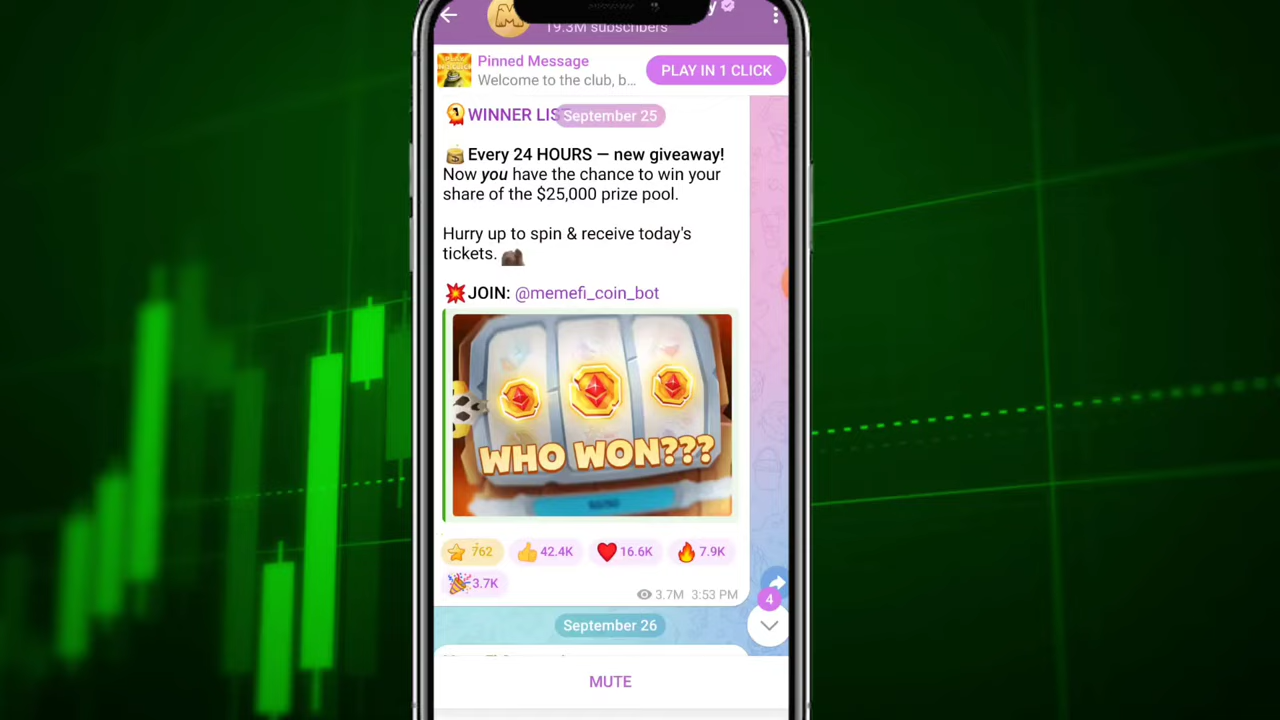 19.3M subscribers
Pinned Message
Welcome to the club, b...
PLAY IN 1 CLICK
WINNER LIS
September 25
Every 24 HOURS — new giveaway!
Now you have the chance to win your
share of the $25,000 prize pool.
Hurry up to spin & receive today's
tickets.
JOIN: @memefi_coin_bot
WHO WON???
762
42.4K
16.6K
7.9K
3.7K
3.7M 3:53 PM
4
September 26
MUTE